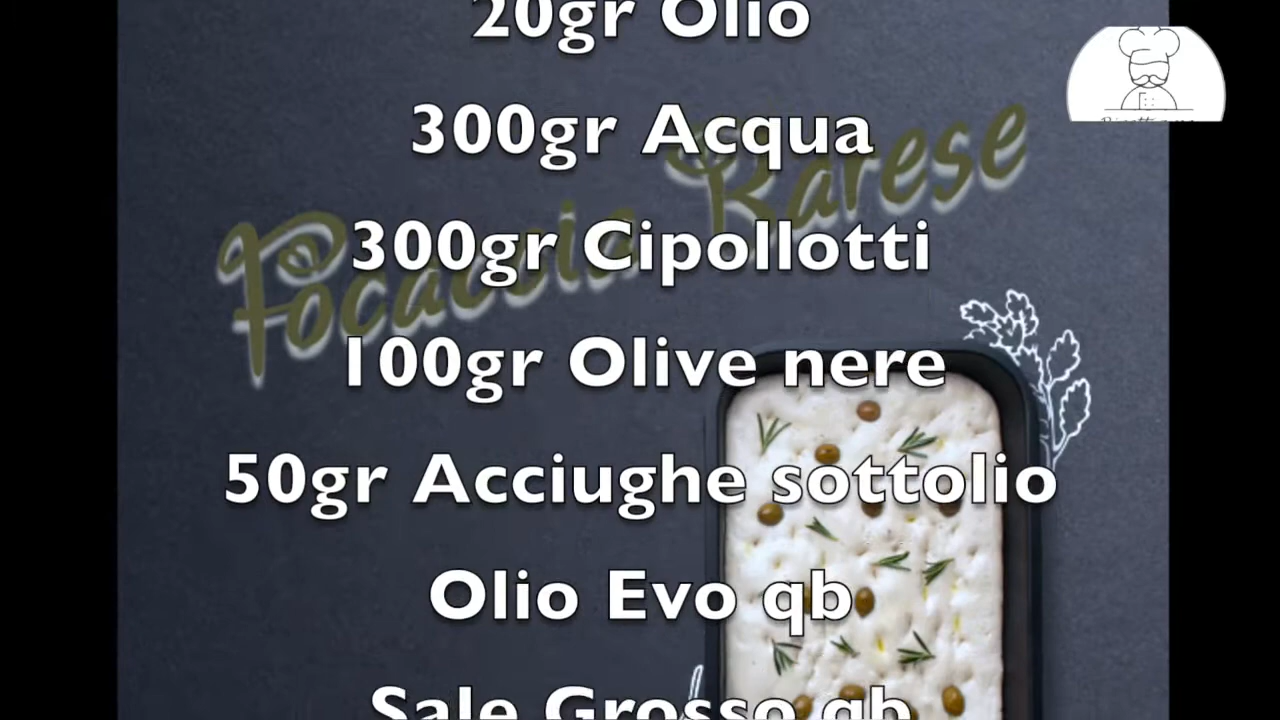 20gr Olio
300gr Acqua
Focaccia Barese
300gr Cipollotti
100gr Olive nere
50gr Acciughe sottolio
Olio Evo qb
Sale Grosso qb